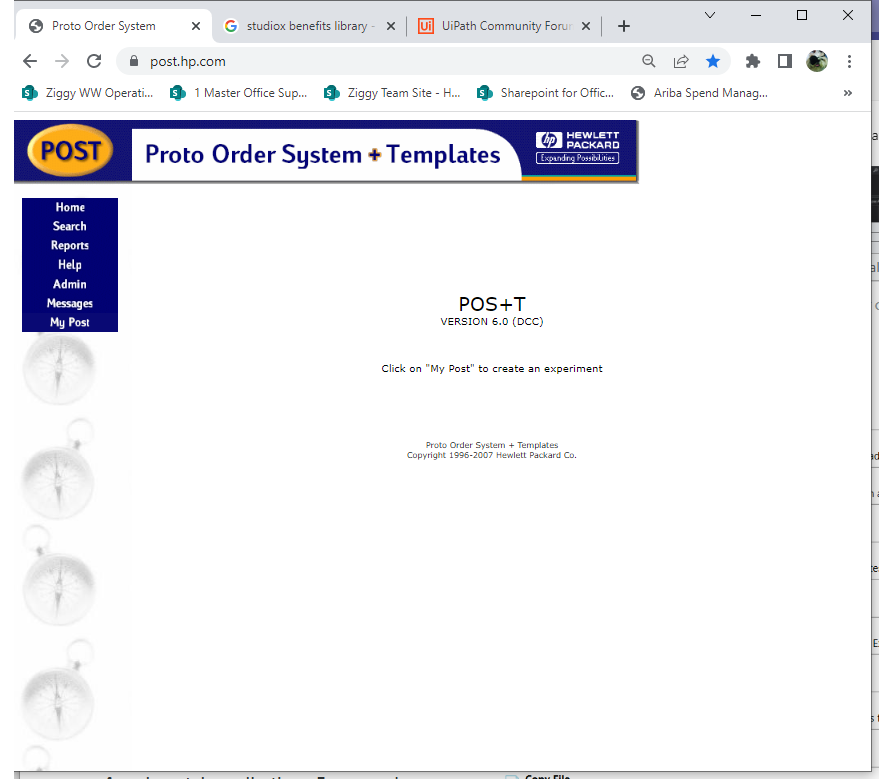 Proto Order System
studiox benefits library -
Ui
UiPath Community Forum
post.hp.com
Ziggy WW Operati...
1 Master Office Sup...
Ziggy Team Site - H...
Sharepoint for Offic...
Ariba Spend Manag...
»
POST
Proto Order System + Templates
hp HEWLETT
PACKARD
Expanding Possibilities
Home
Search
Reports
Help
Admin
Messages
My Post
POS+T
VERSION 6.0 (DCC)
Click on "My Post" to create an experiment
Proto Order System + Templates
Copyright 1996-2007 Hewlett Packard Co.
Copy File